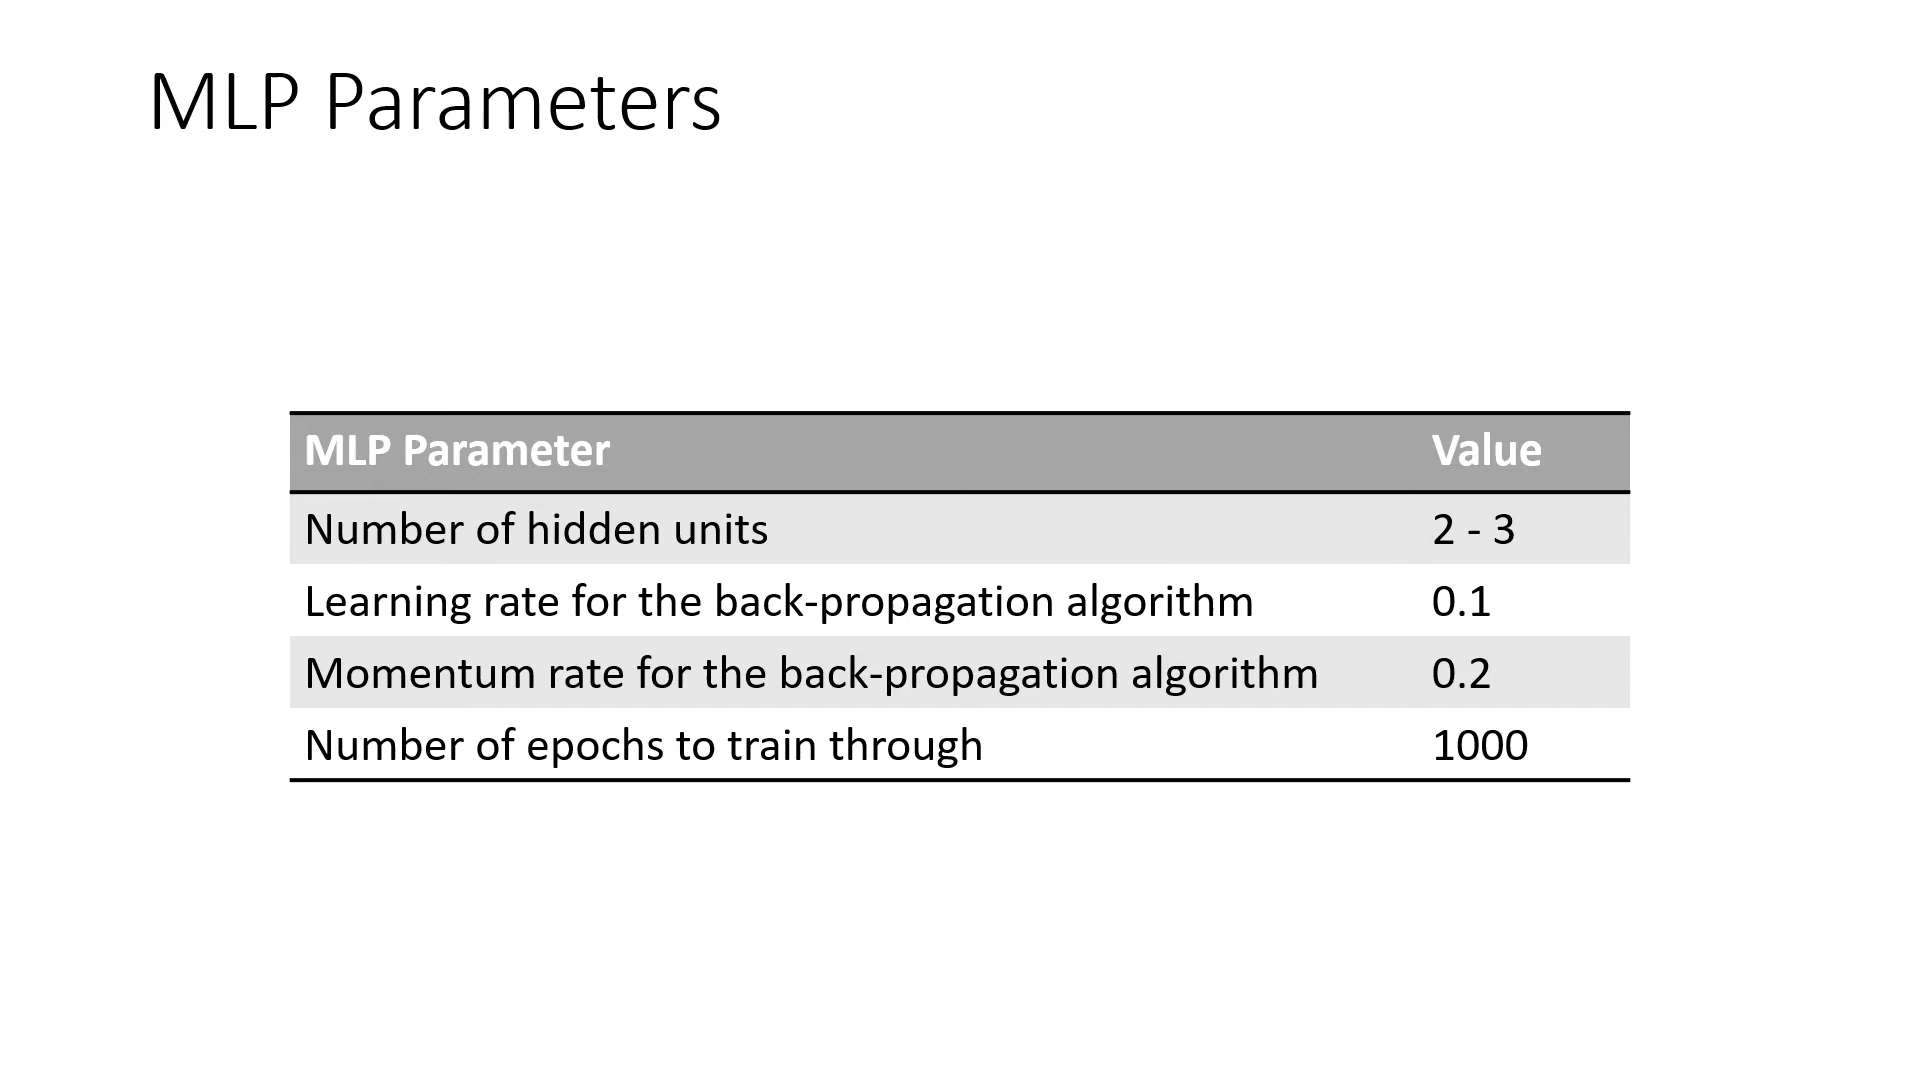 MLP Parameters
MLP Parameter Value
Number of hidden units 2 - 3
Learning rate for the back-propagation algorithm 0.1
Momentum rate for the back-propagation algorithm 0.2
Number of epochs to train through 1000